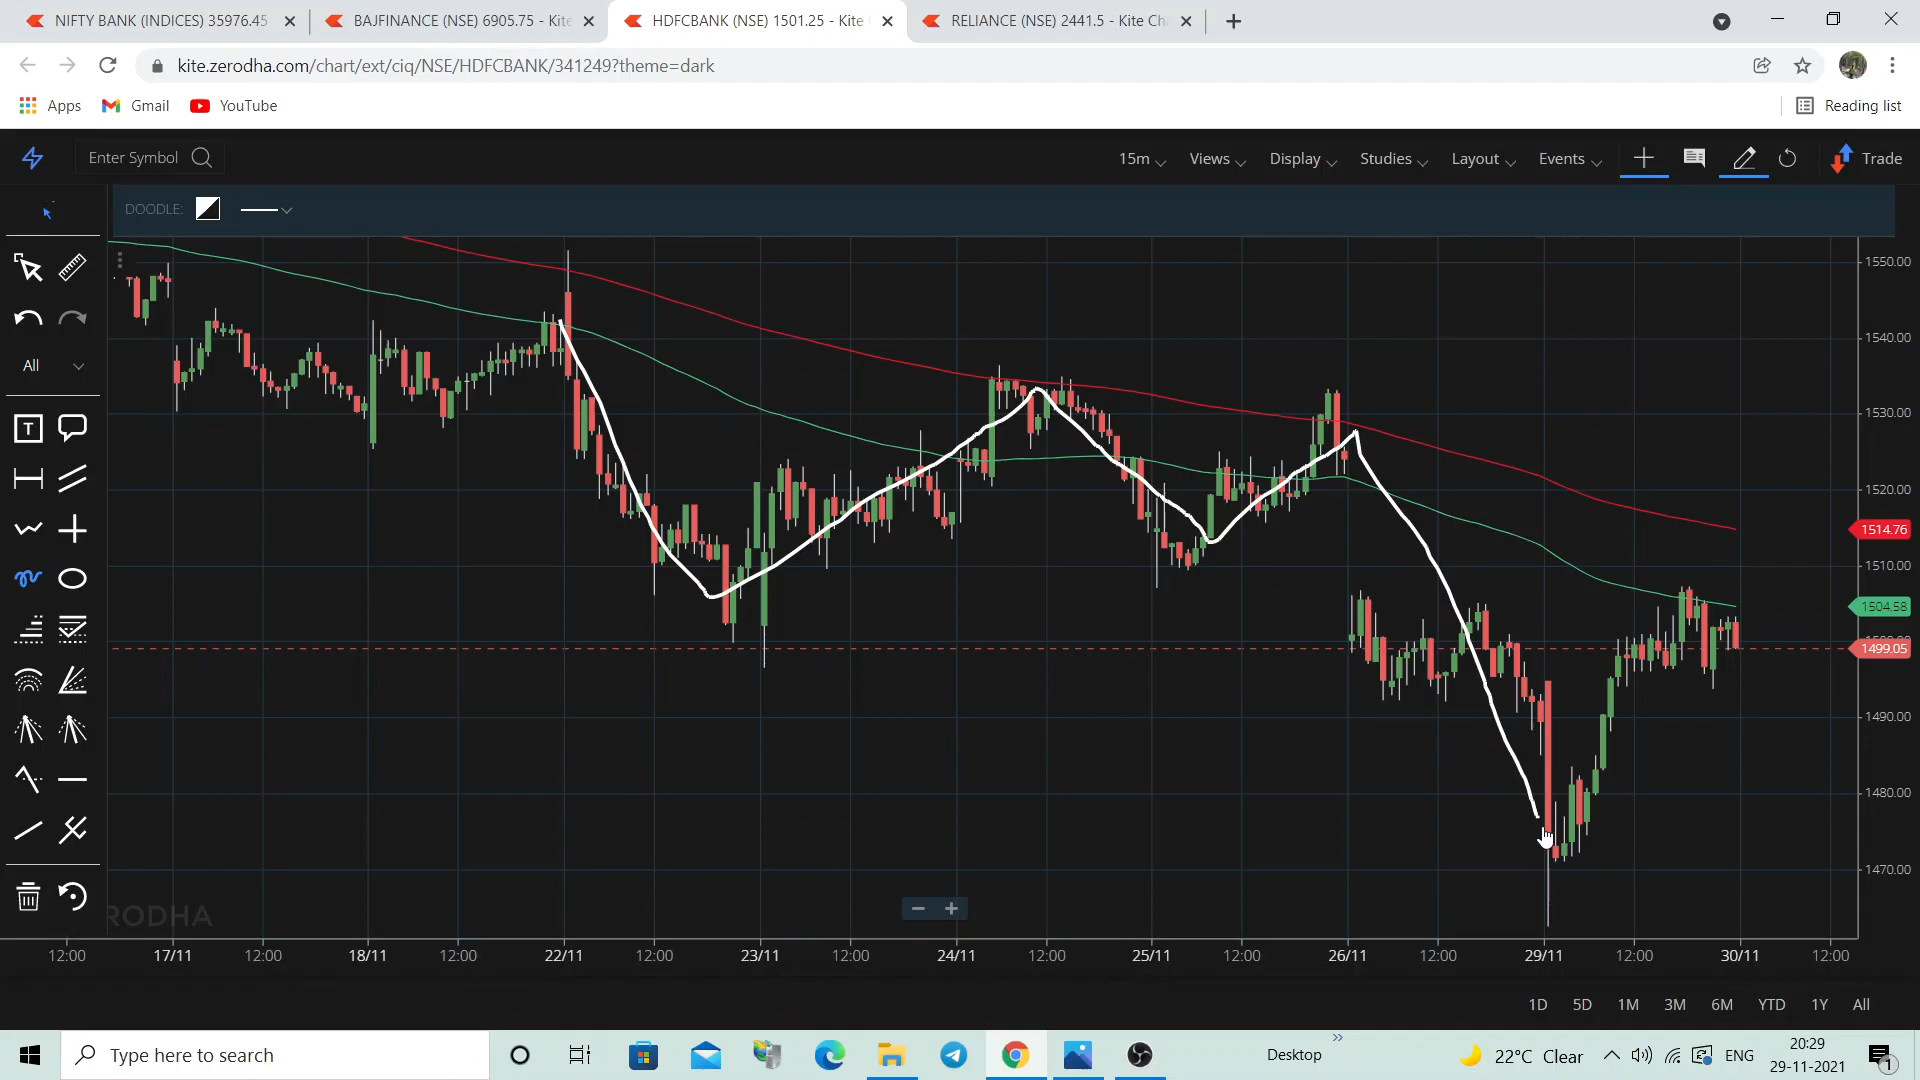 NIFTY BANK (INDICES) 35976.45
BAJFINANCE (NSE) 6905.75 - Kite
HDFCBANK (NSE) 1501.25 - Kite
RELIANCE (NSE) 2441.5 - Kite Ch
kite.zerodha.com/chart/ext/ciq/NSE/HDFCBANK/341249?theme=dark
Apps
Gmail
YouTube
Reading list
Enter Symbol
15m
Views
Display
Studies
Layout
Events
Trade
DOODLE:
All
T
1550.00
1540.00
1530.00
1520.00
1514.76
1510.00
1504.58
1499.05
1490.00
1480.00
1470.00
RODHA
12:00
17/11
12:00
18/11
12:00
22/11
12:00
23/11
12:00
24/11
12:00
25/11
12:00
26/11
12:00
29/11
12:00
30/11
12:00
1D
5D
1M
3M
6M
YTD
1Y
All
Type here to search
Desktop
22°C Clear
ENG
20:29
29-11-2021
1